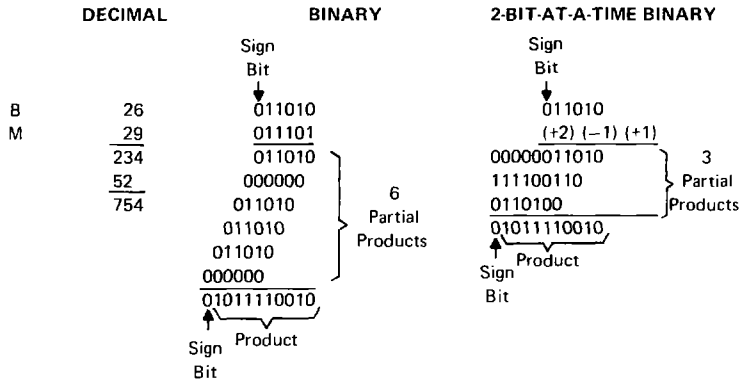 DECIMAL BINARY 2-BIT-AT-A-TIME BINARY
Sign Bit
Sign Bit
B 26 011010 011010
M 29 011101 (+2) (−1) (+1)
234 011010 00000011010
52 000000 111100110
754 011010 0110100
011010 01011110010
011010
000000
01011110010
6 Partial Products
3 Partial Products
Sign Bit
Product
Sign Bit
Product